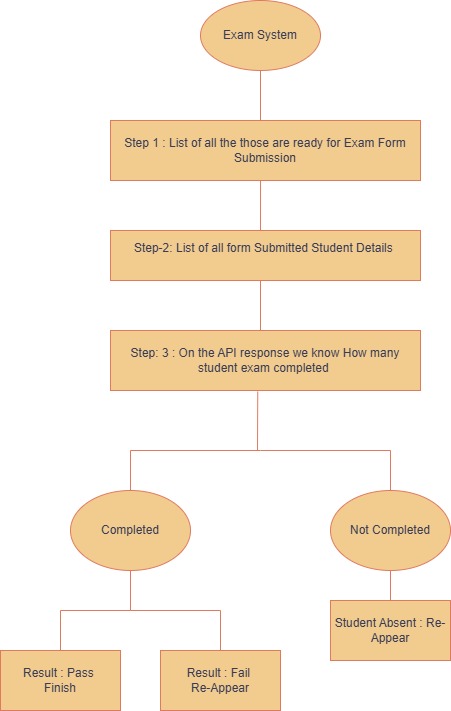 Exam System
Step 1 : List of all the those are ready for Exam Form
Submission
Step-2: List of all form Submitted Student Details
Step: 3 : On the API response we know How many
student exam completed
Completed
Not Completed
Student Absent : Re-
Appear
Result : Pass
Finish
Result : Fail
Re-Appear